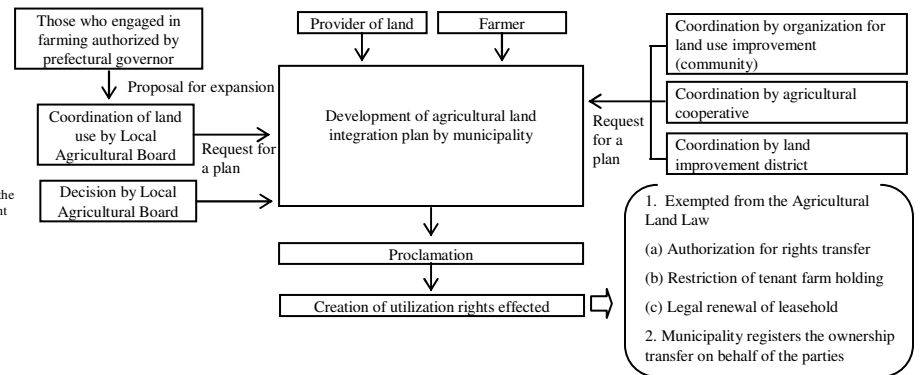 Those who engaged in
farming authorized by
prefectural governor
Provider of land
Farmer
Coordination by organization for
land use improvement
(community)
Proposal for expansion
Coordination of land
use by Local
Agricultural Board
Request for
a plan
Development of agricultural land
integration plan by municipality
Request
for a
plan
Coordination by agricultural
cooperative
Coordination by land
improvement district
the
Decision by Local
Agricultural Board
Proclamation
Creation of utilization rights effected
1. Exempted from the Agricultural
Land Law
(a) Authorization for rights transfer
(b) Restriction of tenant farm holding
(c) Legal renewal of leasehold
2. Municipality registers the ownership
transfer on behalf of the parties